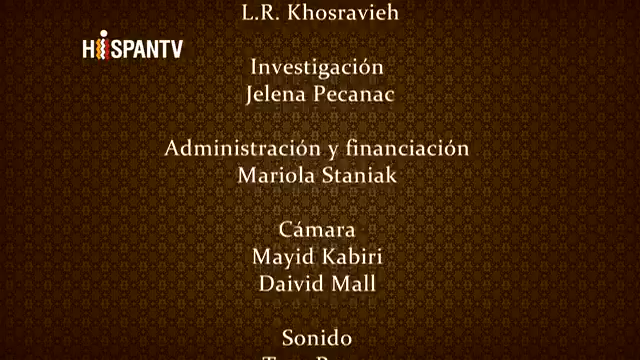 L.R. Khosravieh
HISPANTV
Investigación
Jelena Pecanac
Administración y financiación
Mariola Staniak
Cámara
Mayid Kabiri
Daivid Mall
Sonido